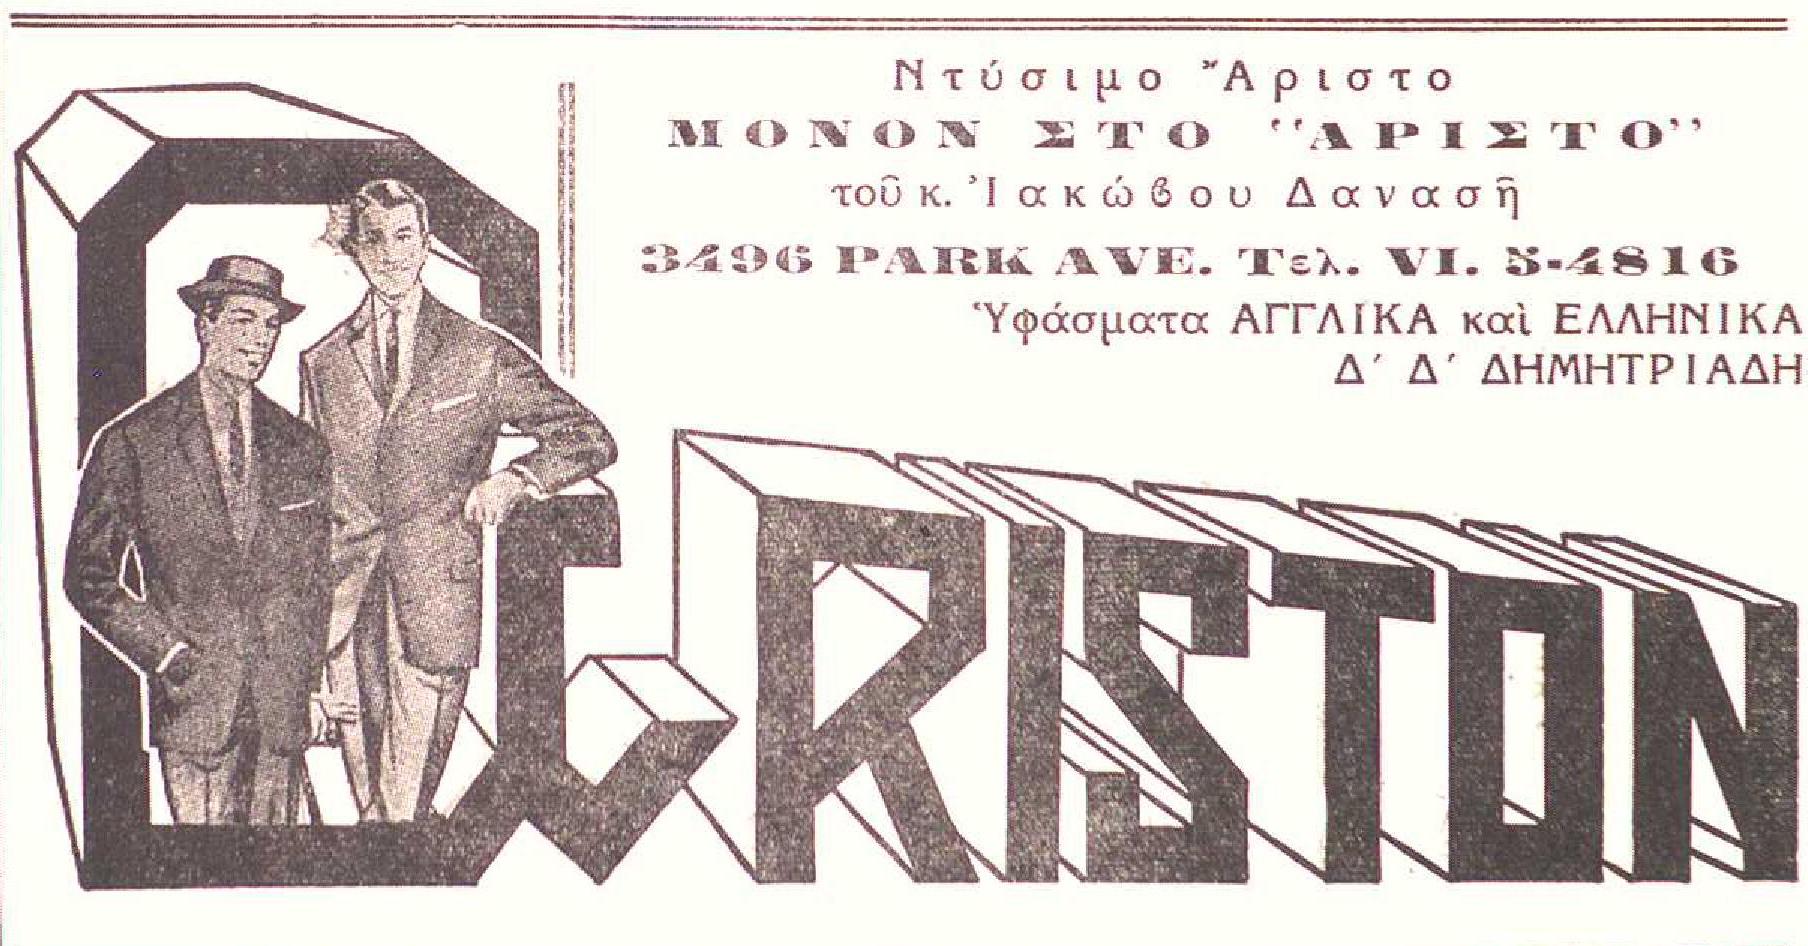 Ντύσιμο Ἄριστο
ΜΟΝΟΝ ΣΤΟ "ΑΡΙΣΤΟ"
τοῦ κ. Ἰακώβου Δανασῆ
3496 PARK AVE. Τελ. VI. 5-4816
Ὑφάσματα ΑΓΓΛΙΚΑ καὶ ΕΛΛΗΝΙΚΑ
Δ΄ Δ΄ ΔΗΜΗΤΡΙΑΔΗ
ARISTON